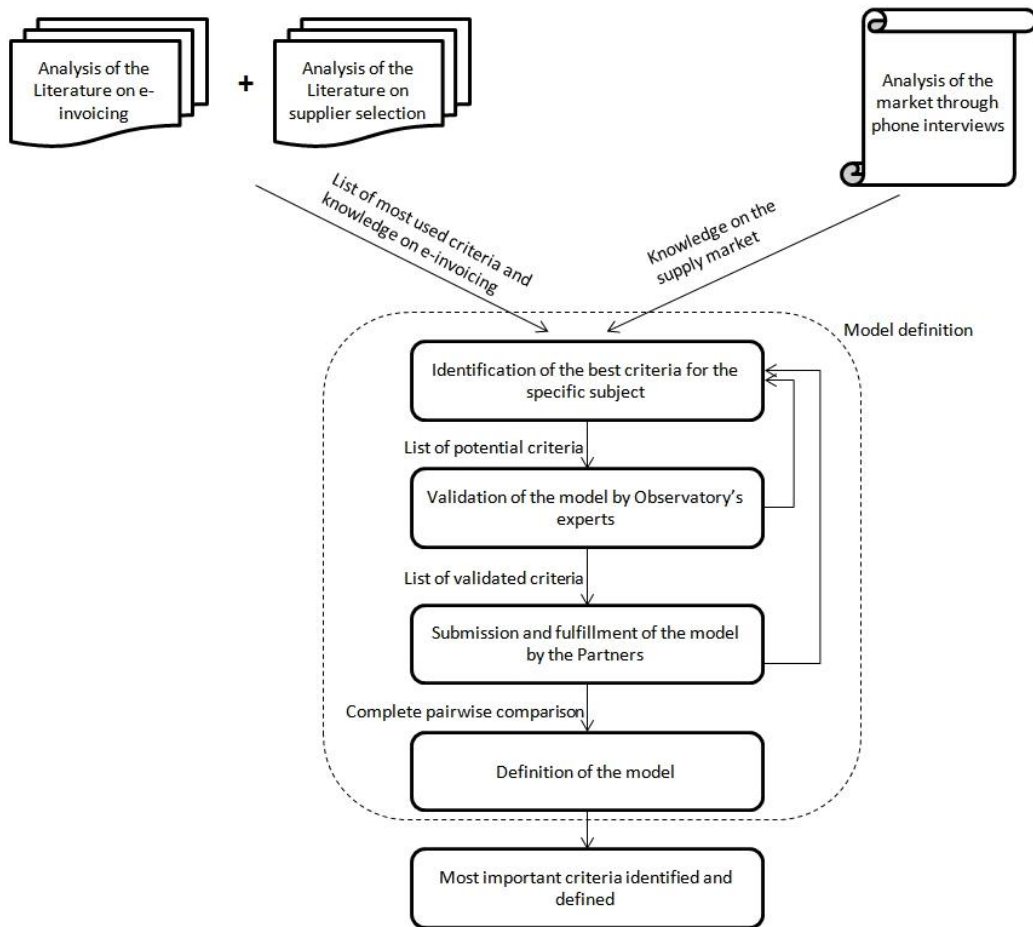 Analysis of the
Literature on e-
invoicing
+
Analysis of the
Literature on
supplier selection
Analysis of the
market through
phone interviews
List of most used criteria and
knowledge on e-invoicing
Knowledge on the
supply market
Model definition
Identification of the best criteria for the
specific subject
List of potential criteria
Validation of the model by Observatory's
experts
List of validated criteria
Submission and fulfillment of the model
by the Partners
Complete pairwise comparison
Definition of the model
Most important criteria identified and
defined